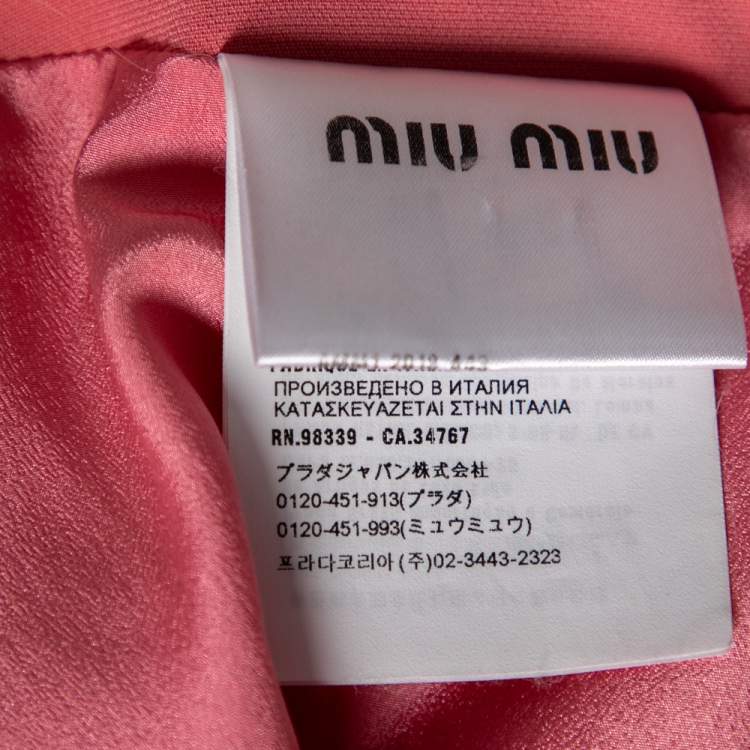 miu miu
2019 443
ПРОИЗВЕДЕНО В ИТАЛИЯ
ΚΑΤΑΣΚΕΥΑΖΕΤΑΙ ΣΤΗΝ ΙΤΑΛΙΑ
RN.98339 - CA.34767
プラダジャパン株式会社
0120-451-913(プラダ)
0120-451-993(ミュウミュウ)
프라다코리아(주)02-3443-2323